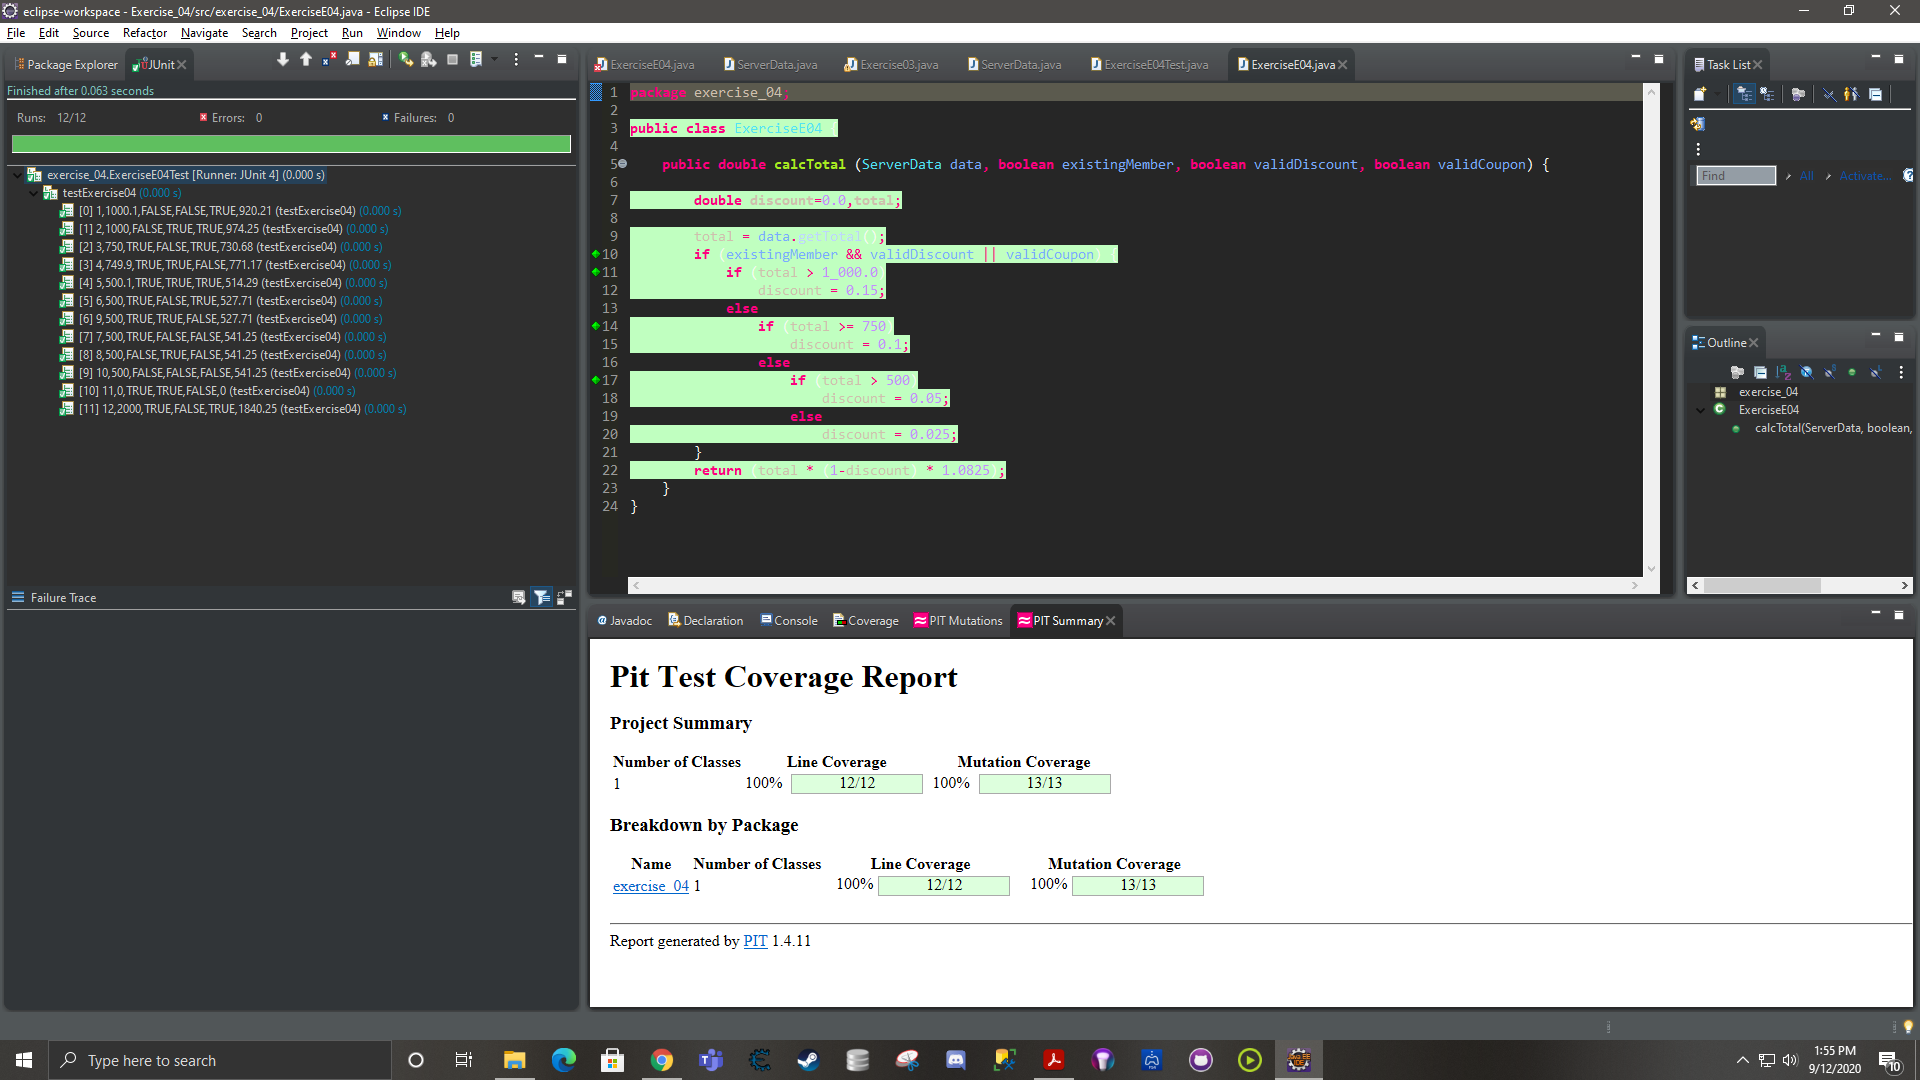 eclipse-workspace - Exercise_04/src/exercise_04/ExerciseE04.java - Eclipse IDE
File Edit Source Refactor Navigate Search Project Run Window Help
Package Explorer JUnit
Finished after 0.063 seconds
Runs: 12/12 Errors: 0 Failures: 0
exercise_04.ExerciseE04Test [Runner: JUnit 4] (0.000 s)
testExercise04 (0.000 s)
[0] 1,1000.1,FALSE,FALSE,TRUE,920.21 (testExercise04) (0.000 s)
[1] 2,1000,FALSE,TRUE,TRUE,974.25 (testExercise04) (0.000 s)
[2] 3,750,TRUE,FALSE,TRUE,730.68 (testExercise04) (0.000 s)
[3] 4,749.9,TRUE,TRUE,FALSE,771.17 (testExercise04) (0.000 s)
[4] 5,500.1,TRUE,TRUE,TRUE,514.29 (testExercise04) (0.000 s)
[5] 6,500,TRUE,FALSE,TRUE,527.71 (testExercise04) (0.000 s)
[6] 9,500,TRUE,TRUE,FALSE,527.71 (testExercise04) (0.000 s)
[7] 7,500,TRUE,FALSE,FALSE,541.25 (testExercise04) (0.000 s)
[8] 8,500,FALSE,TRUE,FALSE,541.25 (testExercise04) (0.000 s)
[9] 10,500,FALSE,FALSE,FALSE,541.25 (testExercise04) (0.000 s)
[10] 11,0,TRUE,TRUE,FALSE,0 (testExercise04) (0.000 s)
[11] 12,2000,TRUE,FALSE,TRUE,1840.25 (testExercise04) (0.000 s)
Failure Trace
ExerciseE04.java ServerData.java Exercise03.java ServerData.java ExerciseE04Test.java ExerciseE04.java
1 package exercise_04;
2
3 public class ExerciseE04 {
4
5 public double calcTotal (ServerData data, boolean existingMember, boolean validDiscount, boolean validCoupon) {
6
7 double discount=0.0,total;
8
9 total = data.getTotal();
10 if (existingMember && validDiscount || validCoupon) {
11 if (total > 1_000.0)
12 discount = 0.15;
13 else
14 if (total >= 750)
15 discount = 0.1;
16 else
17 if (total > 500)
18 discount = 0.05;
19 else
20 discount = 0.025;
21 }
22 return (total * (1-discount) * 1.0825);
23 }
24 }
Task List
Find All Activate...
Outline
exercise_04
ExerciseE04
calcTotal(ServerData, boolean,
Javadoc Declaration Console Coverage PIT Mutations PIT Summary
Pit Test Coverage Report
Project Summary
Number of Classes Line Coverage Mutation Coverage
1 100% 12/12 100% 13/13
Breakdown by Package
Name Number of Classes Line Coverage Mutation Coverage
exercise_04 1 100% 12/12 100% 13/13
Report generated by PIT 1.4.11
Type here to search
1:55 PM
9/12/2020
10